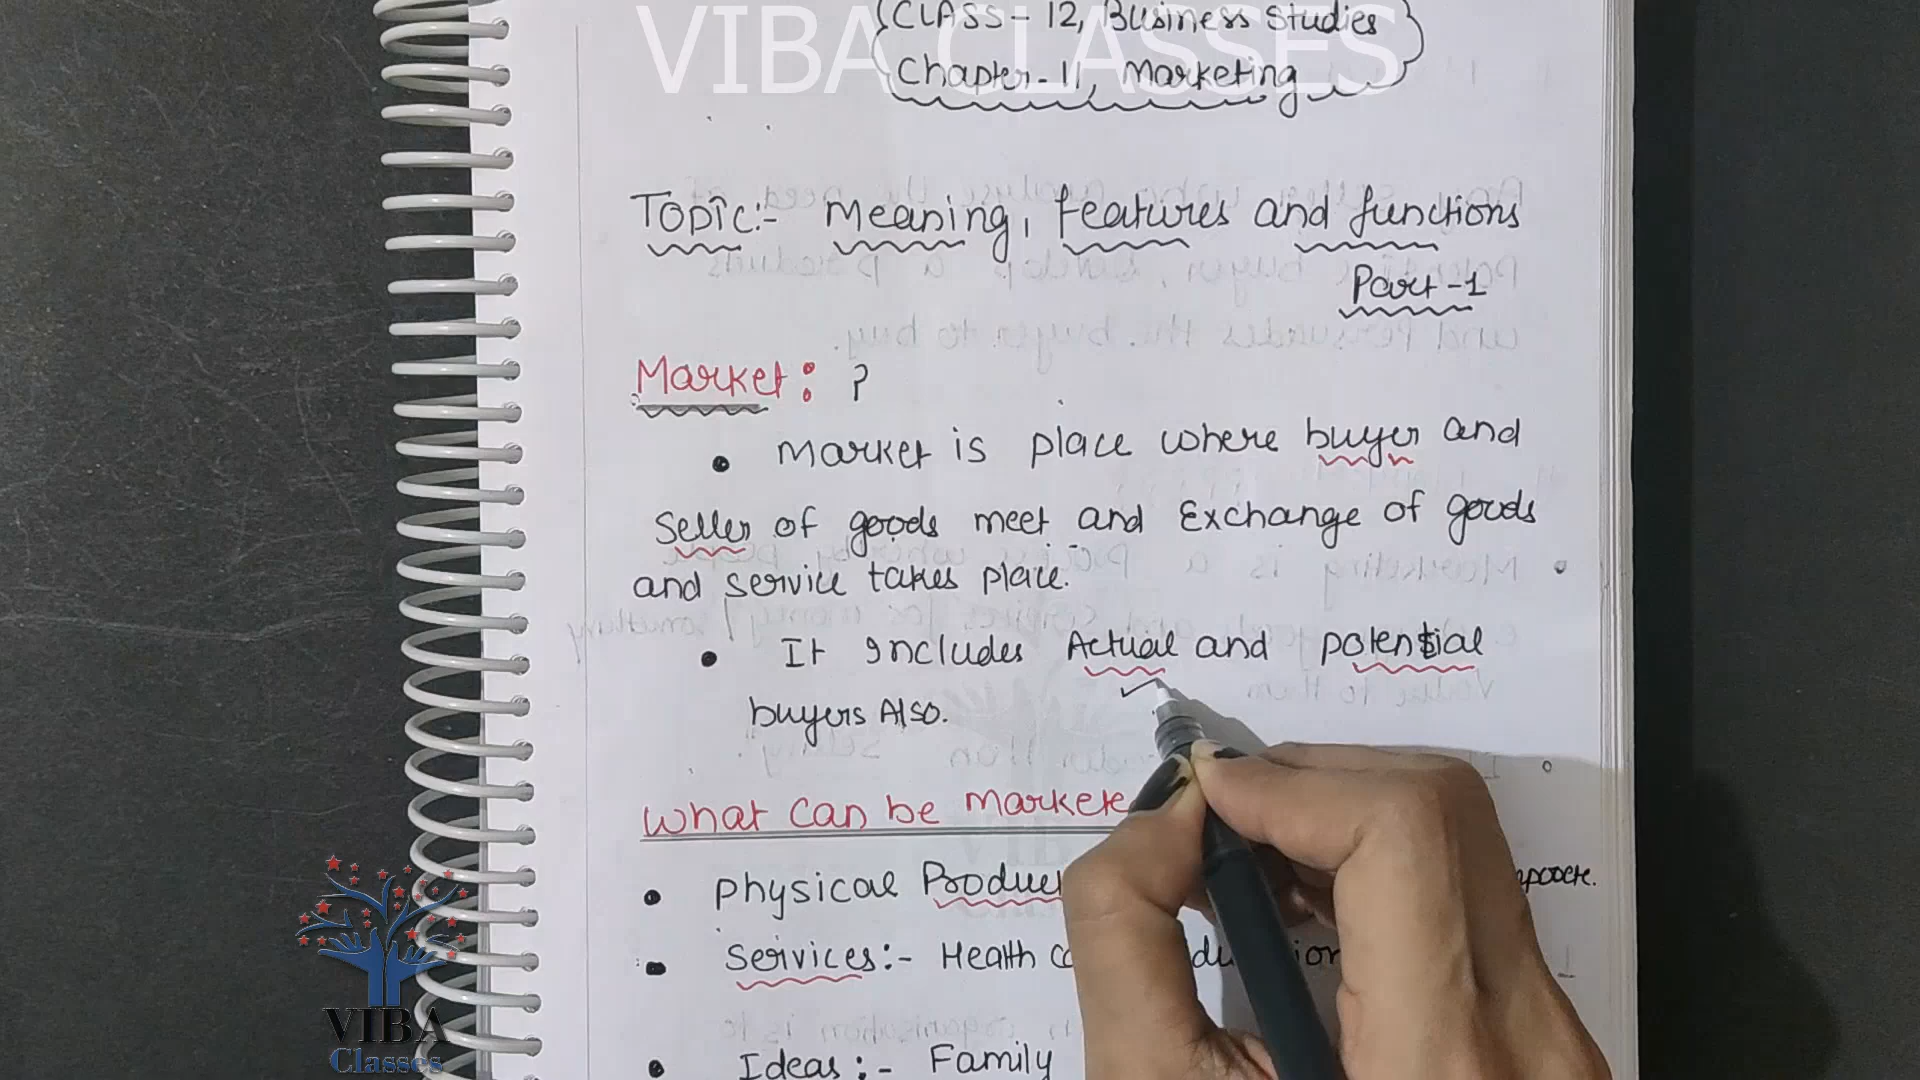 VIBA CLASSES
CLASS- 12, Business Studies
Chapter-11, Marketing
Topic:- Meaning, features and functions
Part-1
Market: ?
• Market is place where buyer and
Seller of goods meet and Exchange of goods
and service takes place.
• It Includes Actual and potential
buyers Also.
What can be Markete
• Physical Produc
• Services:- Health
• Ideas:- Family
VIBA
Classes